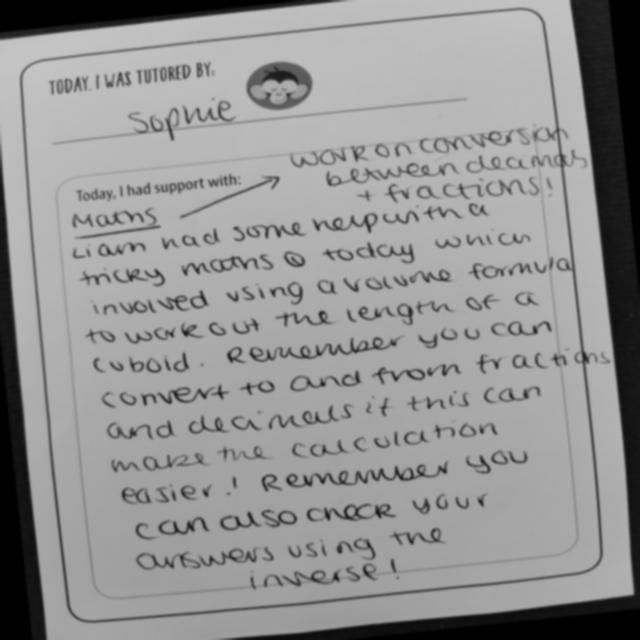 TODAY, I WAS TUTORED BY:
Sophie
Today, I had support with:
work on conversion
between decimals
+ fractions!
Maths
Liam had some help with a
tricky maths Q today which
involved using a volume formula
to work out the length of a
cuboid. Remember you can
convert to and from fractions
and decimals if this can
make the calculation
easier! Remember you
can also check your
answers using the
inverse!